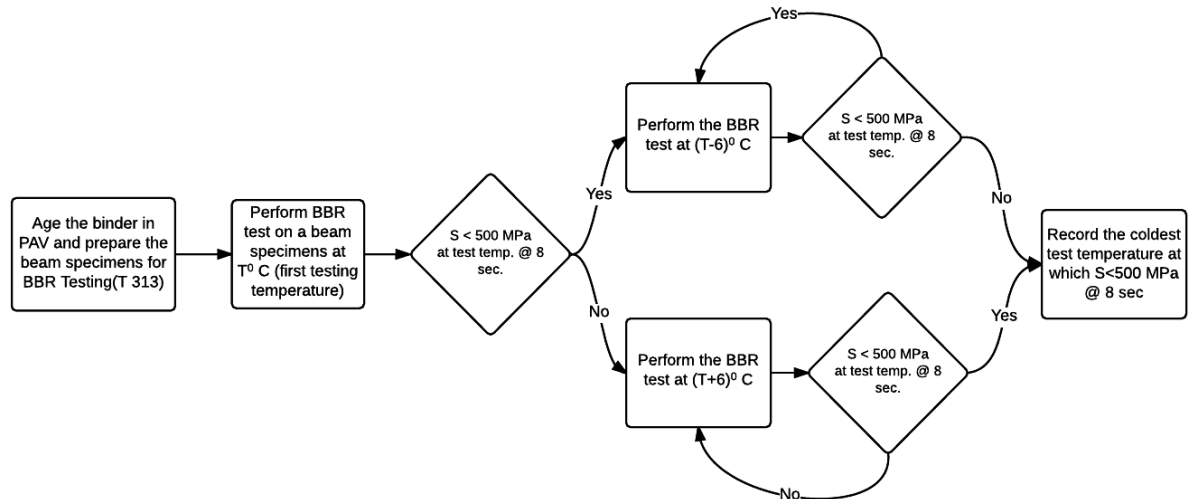 Age the binder in
PAV and prepare the
beam specimens for
BBR Testing(T 313)
Perform BBR
test on a beam
specimens at
T⁰ C (first testing
temperature)
S < 500 MPa
at test temp. @ 8
sec.
Yes
No
Perform the BBR
test at (T-6)⁰ C
S < 500 MPa
at test temp. @ 8
sec.
Yes
No
Perform the BBR
test at (T+6)⁰ C
S < 500 MPa
at test temp. @ 8
sec.
No
Yes
Record the coldest
test temperature at
which S<500 MPa
@ 8 sec